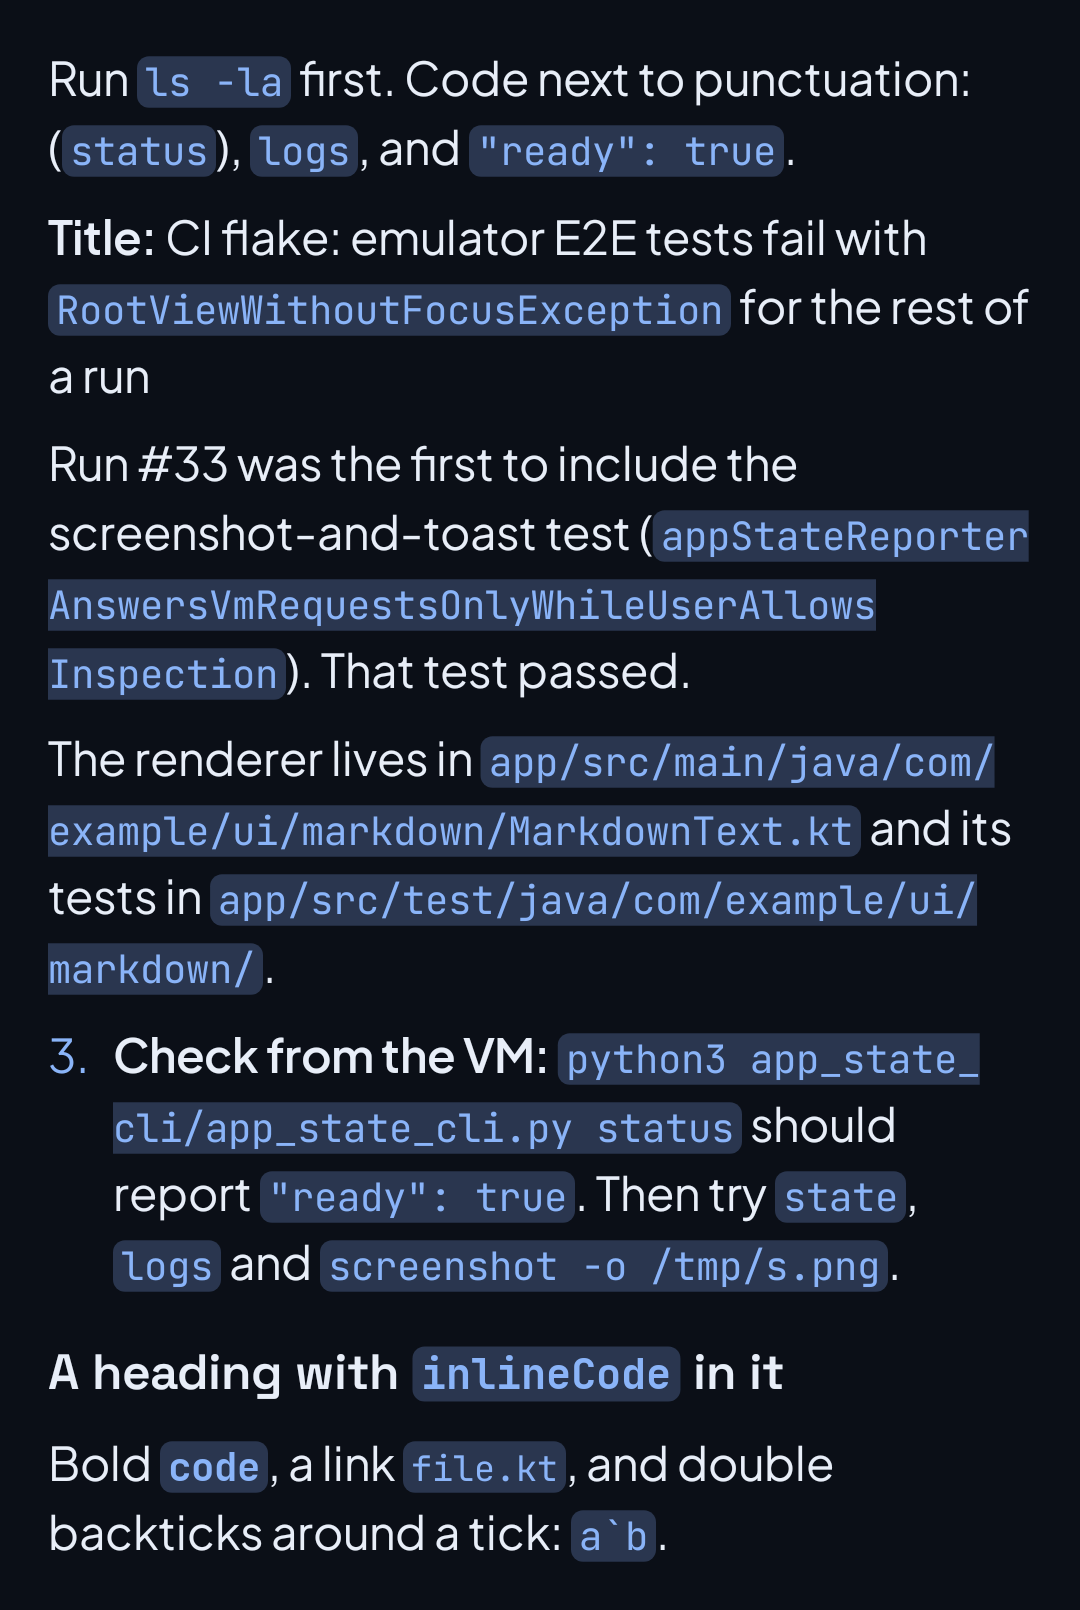 Run ls -la first. Code next to punctuation:
(status), logs, and "ready": true.
Title: CI flake: emulator E2E tests fail with
RootViewWithoutFocusException for the rest of
a run
Run #33 was the first to include the
screenshot-and-toast test (appStateReporter
AnswersVmRequestsOnlyWhileUserAllows
Inspection). That test passed.
The renderer lives in app/src/main/java/com/
example/ui/markdown/MarkdownText.kt and its
tests in app/src/test/java/com/example/ui/
markdown/.
3. Check from the VM: python3 app_state_
cli/app_state_cli.py status should
report "ready": true. Then try state,
logs and screenshot -o /tmp/s.png.
A heading with inlineCode in it
Bold code, a link file.kt, and double
backticks around a tick: a`b.